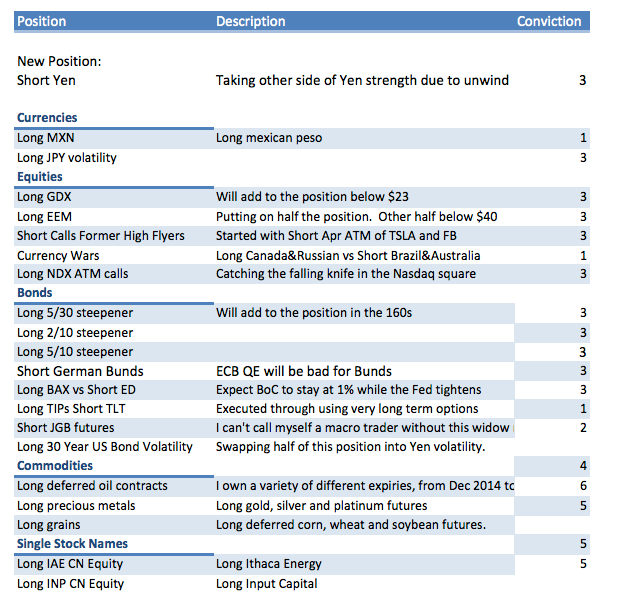 Position Description Conviction
New Position:
Short Yen Taking other side of Yen strength due to unwind 3
Currencies
Long MXN Long mexican peso 1
Long JPY volatility 3
Equities
Long GDX Will add to the position below $23 3
Long EEM Putting on half the position. Other half below $40 3
Short Calls Former High Flyers Started with Short Apr ATM of TSLA and FB 3
Currency Wars Long Canada&Russian vs Short Brazil&Australia 1
Long NDX ATM calls Catching the falling knife in the Nasdaq square 3
Bonds
Long 5/30 steepener Will add to the position in the 160s 3
Long 2/10 steepener 3
Long 5/10 steepener 3
Short German Bunds ECB QE will be bad for Bunds 3
Long BAX vs Short ED Expect BoC to stay at 1% while the Fed tightens 3
Long TIPs Short TLT Executed through using very long term options 1
Short JGB futures I can't call myself a macro trader without this widow 2
Long 30 Year US Bond Volatility Swapping half of this position into Yen volatility.
Commodities 4
Long deferred oil contracts I own a variety of different expiries, from Dec 2014 to 6
Long precious metals Long gold, silver and platinum futures 5
Long grains Long deferred corn, wheat and soybean futures.
Single Stock Names 5
Long IAE CN Equity Long Ithaca Energy 5
Long INP CN Equity Long Input Capital